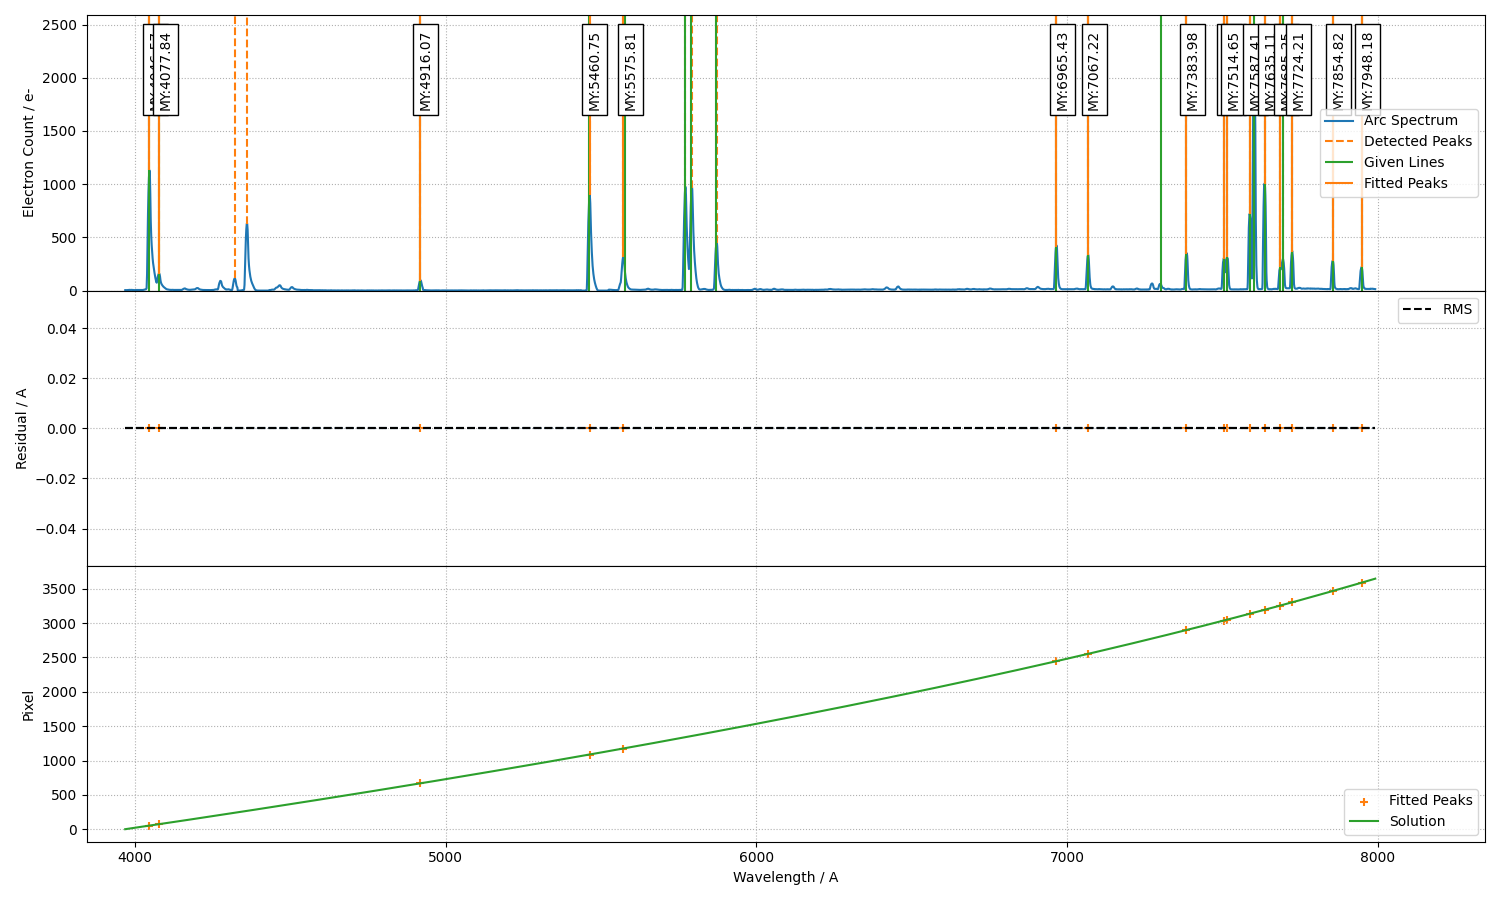 2500
2000
1500
1000
500
0
Electron Count / e-
MY:4077.84
MY:4916.07
MY:5460.75
MY:5575.81
MY:6965.43
MY:7067.22
MY:7383.98
MY:7514.65
MY:7587.41
MY:7635.11
MY:7724.21
MY:7854.82
MY:7948.18
Arc Spectrum
Detected Peaks
Given Lines
Fitted Peaks
0.04
0.02
0.00
−0.02
−0.04
Residual / A
RMS
3500
3000
2500
2000
1500
1000
500
0
Pixel
Fitted Peaks
Solution
4000
5000
6000
7000
8000
Wavelength / A